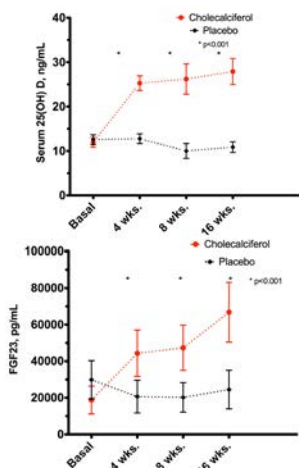 Serum 25(OH) D, ng/mL
40
30
20
10
0
Cholecalciferol
Placebo
* p<0.001
* * *
Basal
4 wks.
8 wks.
16 wks.
FGF23, pg/mL
100000
80000
60000
40000
20000
0
Cholecalciferol
Placebo
* * * * p<0.001
Basal
4 wks.
8 wks.
16 wks.